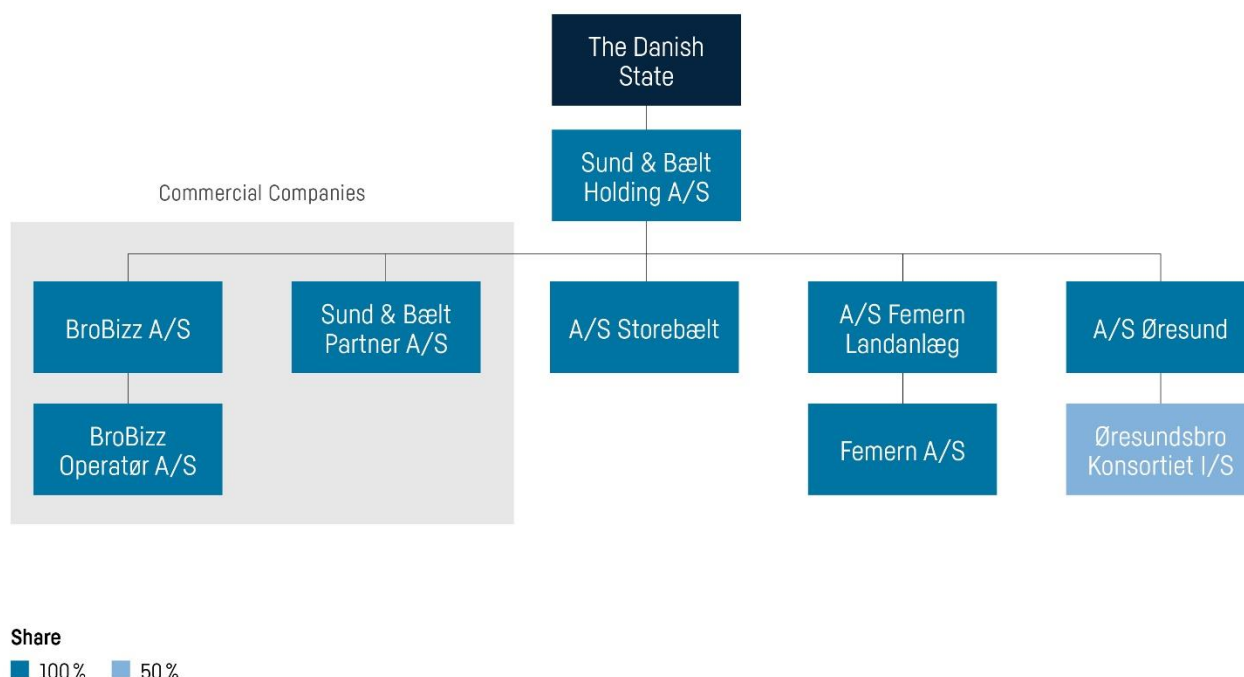 The Danish
State
Sund & Bælt
Holding A/S
Commercial Companies
BroBizz A/S
Sund & Bælt
Partner A/S
A/S Storebælt
A/S Femern
Landanlæg
A/S Øresund
BroBizz
Operatør A/S
Femern A/S
Øresundsbro
Konsortiet I/S
Share
100 %
50 %